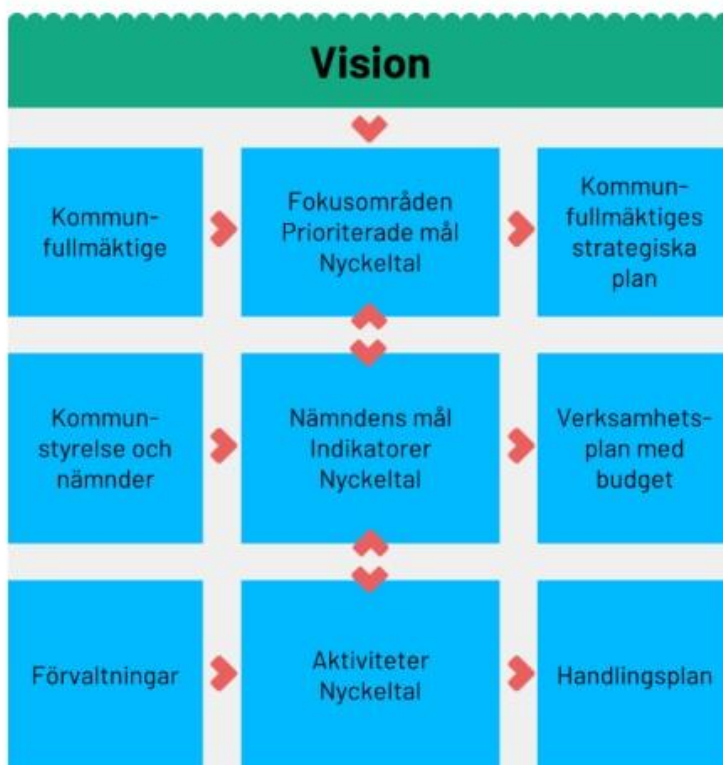 Vision
Kommun-
fullmäktige
Fokusområden
Prioriterade mål
Nyckeltal
Kommun-
fullmäktiges
strategiska
plan
Kommun-
styrelse och
nämnder
Nämndens mål
Indikatorer
Nyckeltal
Verksamhets-
plan med
budget
Förvaltningar
Aktiviteter
Nyckeltal
Handlingsplan